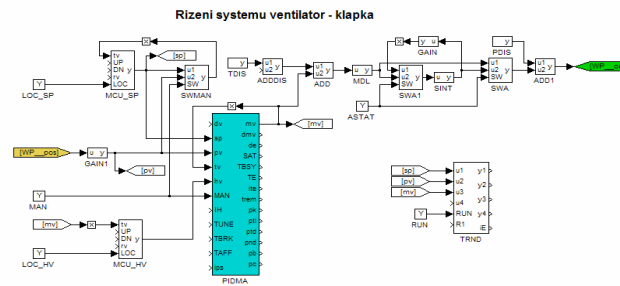 Rizeni systemu ventilator - klapka
tv
UP
DN y
rv
LOC
MCU_SP
Y
LOC_SP
x
[sp]
u1
u2 y
SW
SWMAN
TDIS y
u1
u2 y
ADDDIS
u1
u2 y
ADD
u y
MDL
x
y u
GAIN
u1
u2 y
SW
SWA1
u y
SINT
PDIS
y
u1
u2 y
SW
SWA
u1
u2 y
ADD1
[WP__po
Y
ASTAT
x
[WP__pos]
u y
GAIN1
[pv]
Y
MAN
[mv]
x
Y
LOC_HV
tv
UP
DN y
rv
LOC
MCU_HV
dv mv
dmv
sp de
pv SAT
tv TBSY
hv TE
ite
MAN trem
IH pk
TUNE pti
ptd
TBRK pnd
TAFF pb
ips pc
PIDMA
[mv]
[sp]
[pv]
[mv]
Y
RUN
u1 y1
u2 y2
u3 y3
u4
RUN y4
R1 iE
TRND